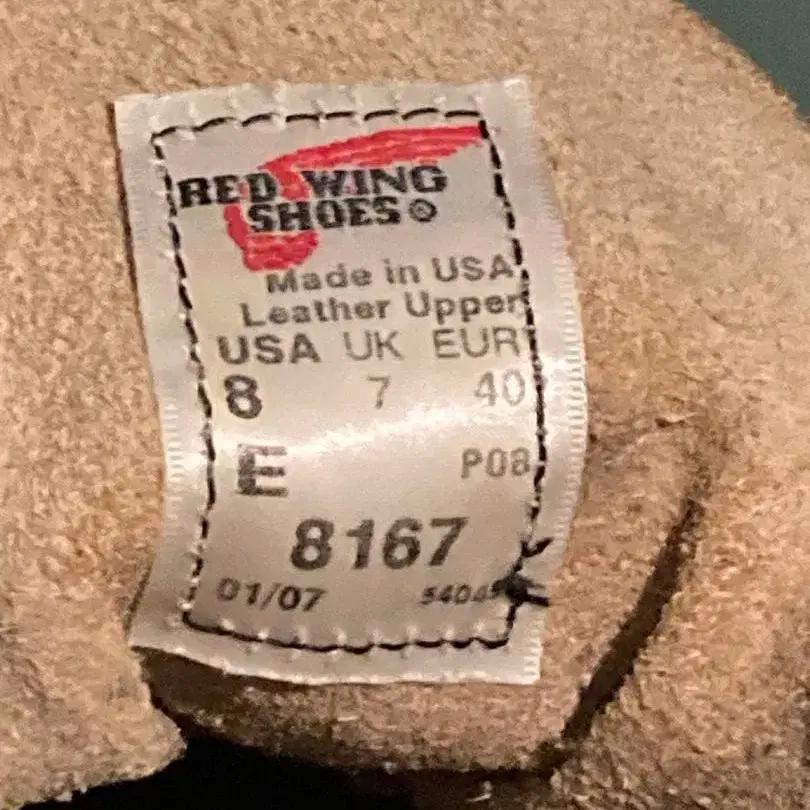 RED WING
SHOES®
Made in USA
Leather Upper
USA UK EUR
8 7 40
E P08
8167
01/07